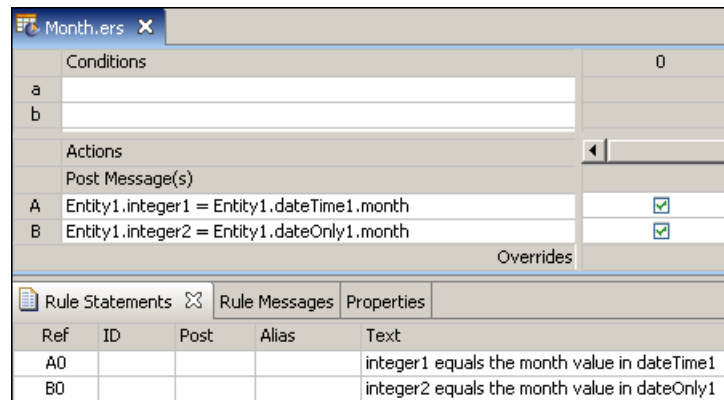 Month.ers
Conditions 0
a
b
Actions
Post Message(s)
A Entity1.integer1 = Entity1.dateTime1.month
B Entity1.integer2 = Entity1.dateOnly1.month
Overrides
Rule Statements Rule Messages Properties
Ref ID Post Alias Text
A0 integer1 equals the month value in dateTime1
B0 integer2 equals the month value in dateOnly1